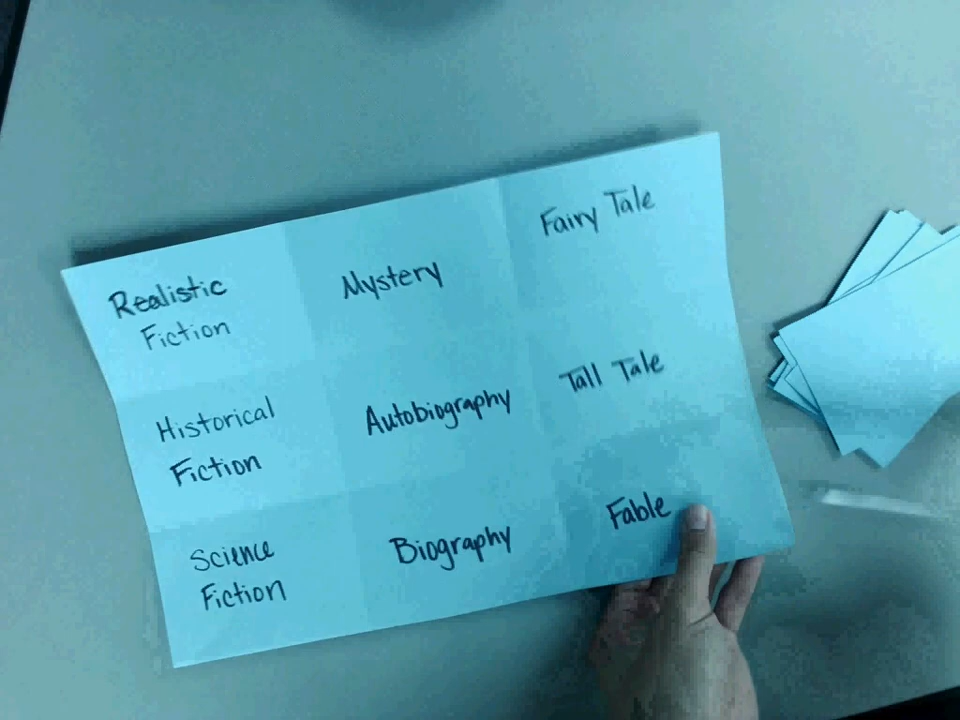 Realistic
Fiction
Mystery
Fairy Tale
Historical
Fiction
Autobiography
Tall Tale
Science
Fiction
Biography
Fable